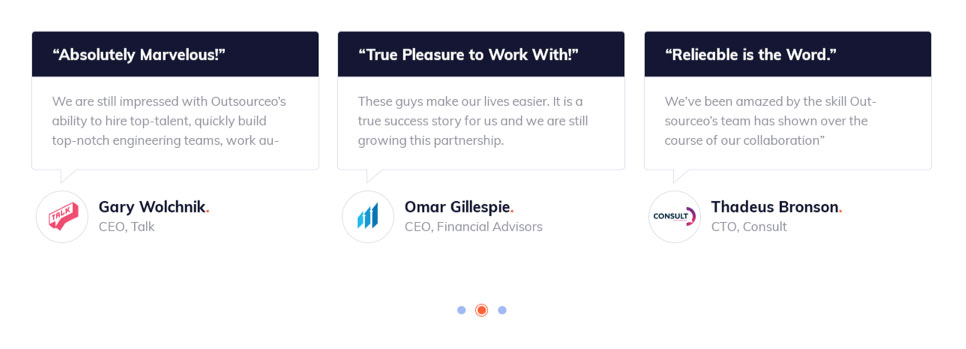 “Absolutely Marvelous!”
We are still impressed with Outsourceo’s
ability to hire top-talent, quickly build
top-notch engineering teams, work au-
TALK
Gary Wolchnik.
CEO, Talk
“True Pleasure to Work With!”
These guys make our lives easier. It is a
true success story for us and we are still
growing this partnership.
Omar Gillespie.
CEO, Financial Advisors
“Relieable is the Word.”
We’ve been amazed by the skill Out-
sourceo’s team has shown over the
course of our collaboration”
CONSULT
Thadeus Bronson.
CTO, Consult